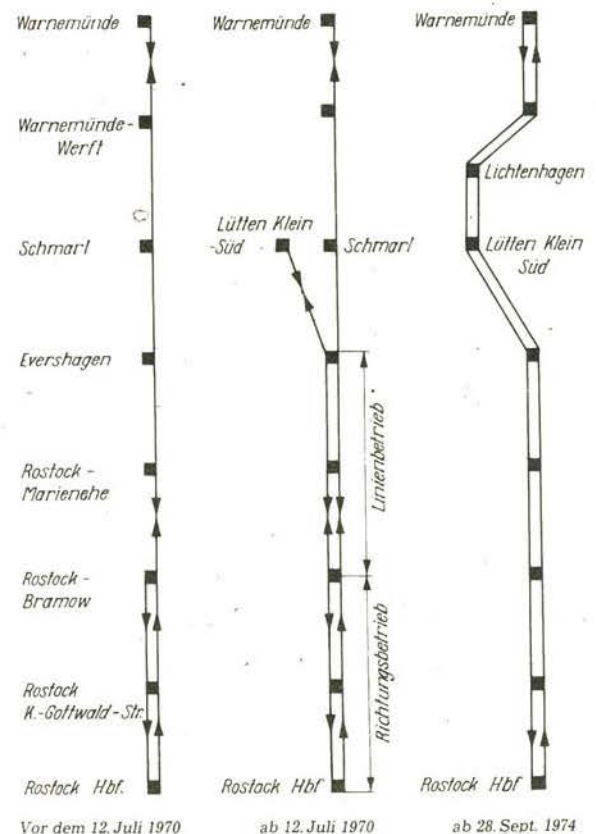 Warnemünde
Warnemünde-
Werft
Schmarl
Evershagen
Rostock-
Marienehe
Rostock-
Bramow
Rostock
K.-Gottwald-Str.
Rostock Hbf.
Vor dem 12. Juli 1970
Warnemünde
Lütten Klein
-Süd
Schmarl
Linienbetrieb
Richtungsbetrieb
Rostock Hbf
ab 12. Juli 1970
Warnemünde
Lichtenhagen
Lütten Klein
Süd
Rostock Hbf
ab 28. Sept. 1974